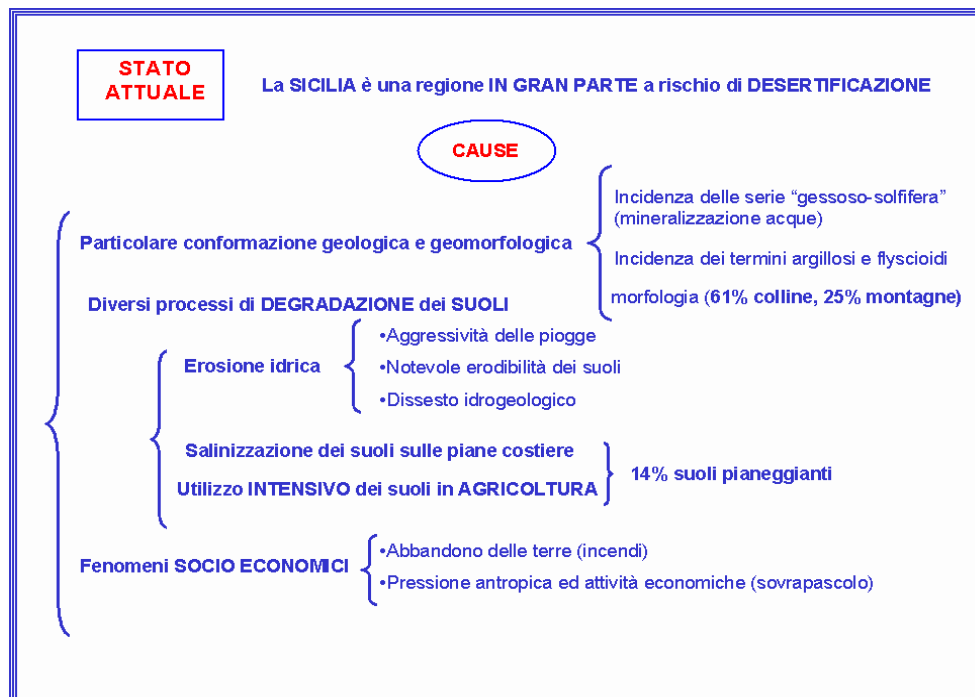 STATO
ATTUALE
La SICILIA è una regione IN GRAN PARTE a rischio di DESERTIFICAZIONE
CAUSE
Particolare conformazione geologica e geomorfologica
Incidenza delle serie “gessoso-solfifera”
(mineralizzazione acque)
Incidenza dei termini argillosi e flyscioidi
morfologia (61% colline, 25% montagne)
Diversi processi di DEGRADAZIONE dei SUOLI
Erosione idrica
•Aggressività delle piogge
•Notevole erodibilità dei suoli
•Dissesto idrogeologico
Salinizzazione dei suoli sulle piane costiere
Utilizzo INTENSIVO dei suoli in AGRICOLTURA
14% suoli pianeggianti
Fenomeni SOCIO ECONOMICI
•Abbandono delle terre (incendi)
•Pressione antropica ed attività economiche (sovrapascolo)